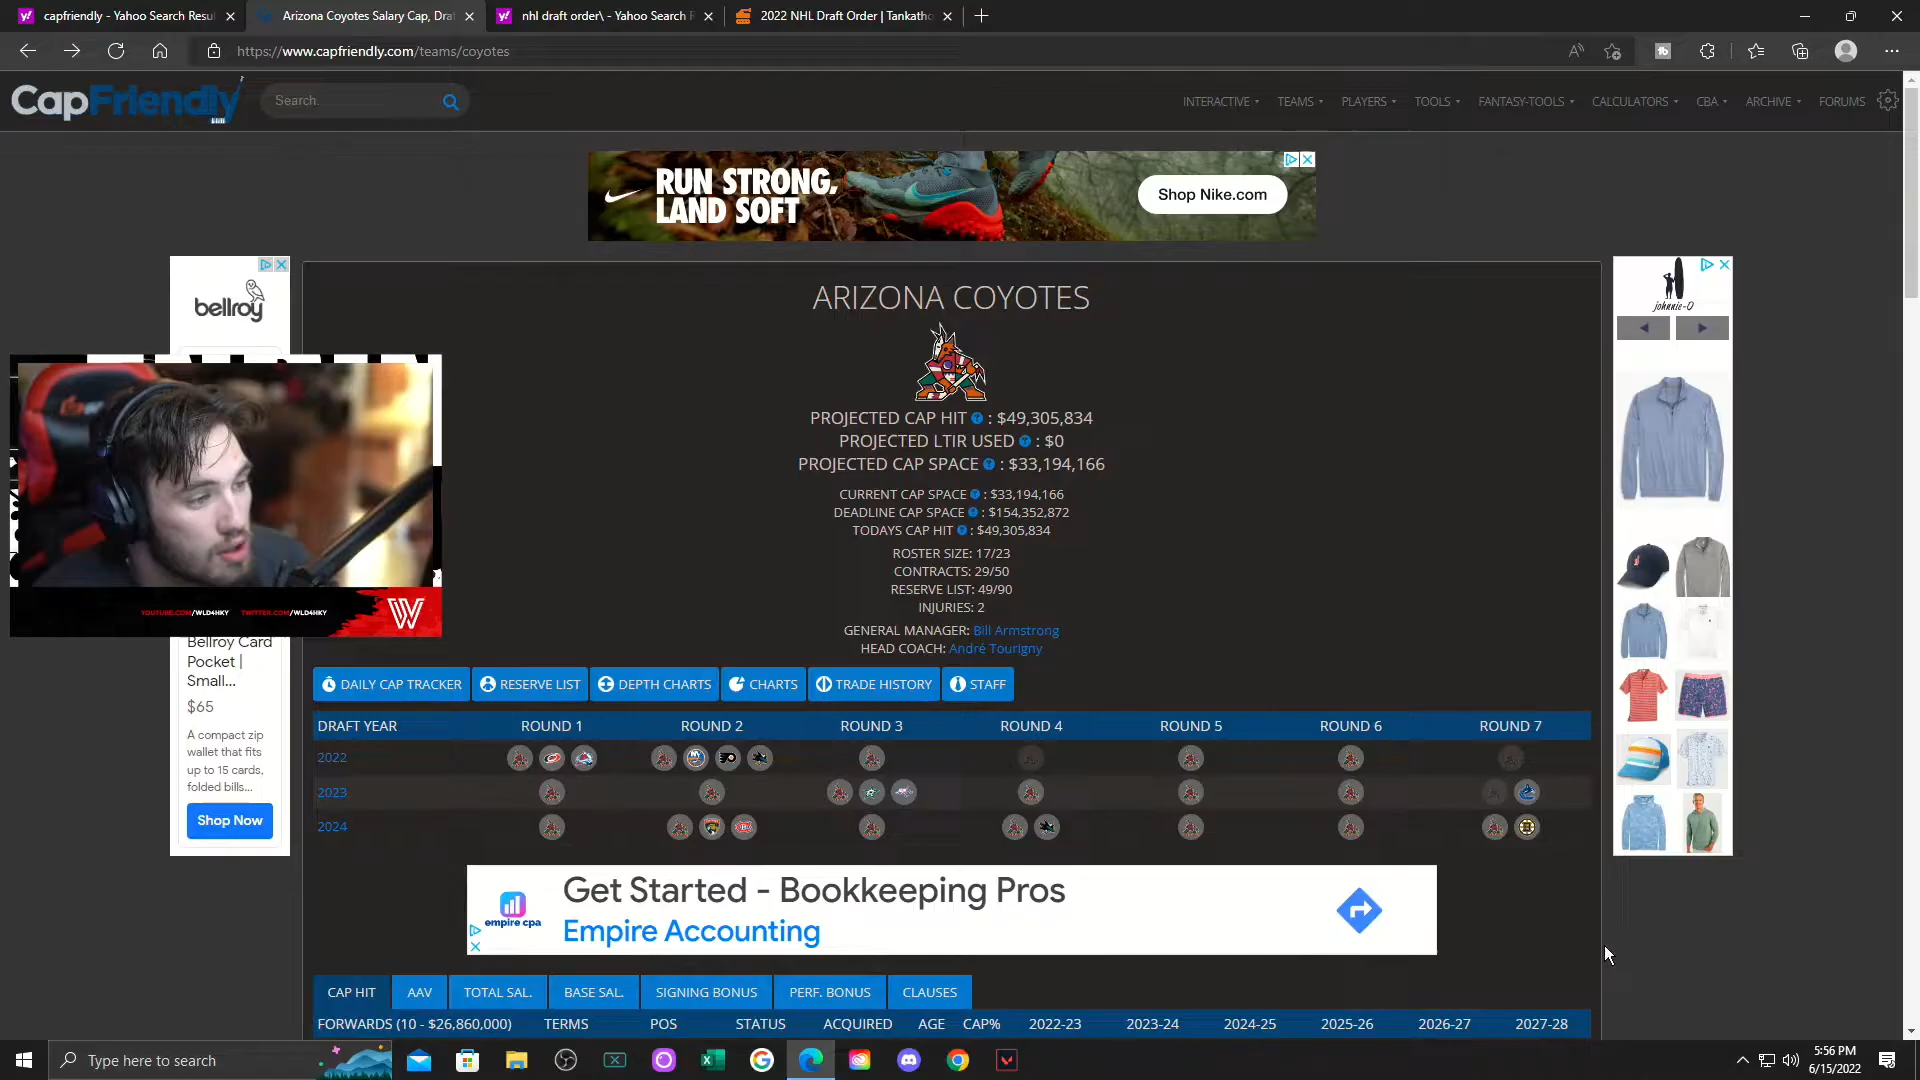 capfriendly - Yahoo Search Resu
Arizona Coyotes Salary Cap, Dra
nhl draft order\ - Yahoo Search R
2022 NHL Draft Order | Tankatho
https://www.capfriendly.com/teams/coyotes
CapFriendly
Search.
INTERACTIVE
TEAMS
PLAYERS
TOOLS
FANTASY-TOOLS
CALCULATORS
CBA
ARCHIVE
FORUMS
RUN STRONG,
LAND SOFT
Shop Nike.com
bellroy
johnnie-O
ARIZONA COYOTES
PROJECTED CAP HIT : $49,305,834
PROJECTED LTIR USED : $0
PROJECTED CAP SPACE : $33,194,166
CURRENT CAP SPACE : $33,194,166
DEADLINE CAP SPACE : $154,352,872
TODAYS CAP HIT : $49,305,834
ROSTER SIZE: 17/23
CONTRACTS: 29/50
RESERVE LIST: 49/90
INJURIES: 2
GENERAL MANAGER: Bill Armstrong
HEAD COACH: André Tourigny
YOUTUBE.COM/WLD4HKY TWITTER.COM/WLD4HKY
W
Bellroy Card
Pocket |
Small...
$65
A compact zip
wallet that fits
up to 15 cards,
folded bills...
Shop Now
DAILY CAP TRACKER
RESERVE LIST
DEPTH CHARTS
CHARTS
TRADE HISTORY
STAFF
DRAFT YEAR ROUND 1 ROUND 2 ROUND 3 ROUND 4 ROUND 5 ROUND 6 ROUND 7
2022
2023
2024
empire cpa
Get Started - Bookkeeping Pros
Empire Accounting
CAP HIT
AAV
TOTAL SAL.
BASE SAL.
SIGNING BONUS
PERF. BONUS
CLAUSES
FORWARDS (10 - $26,860,000) TERMS POS STATUS ACQUIRED AGE CAP% 2022-23 2023-24 2024-25 2025-26 2026-27 2027-28
Type here to search
5:56 PM
6/15/2022